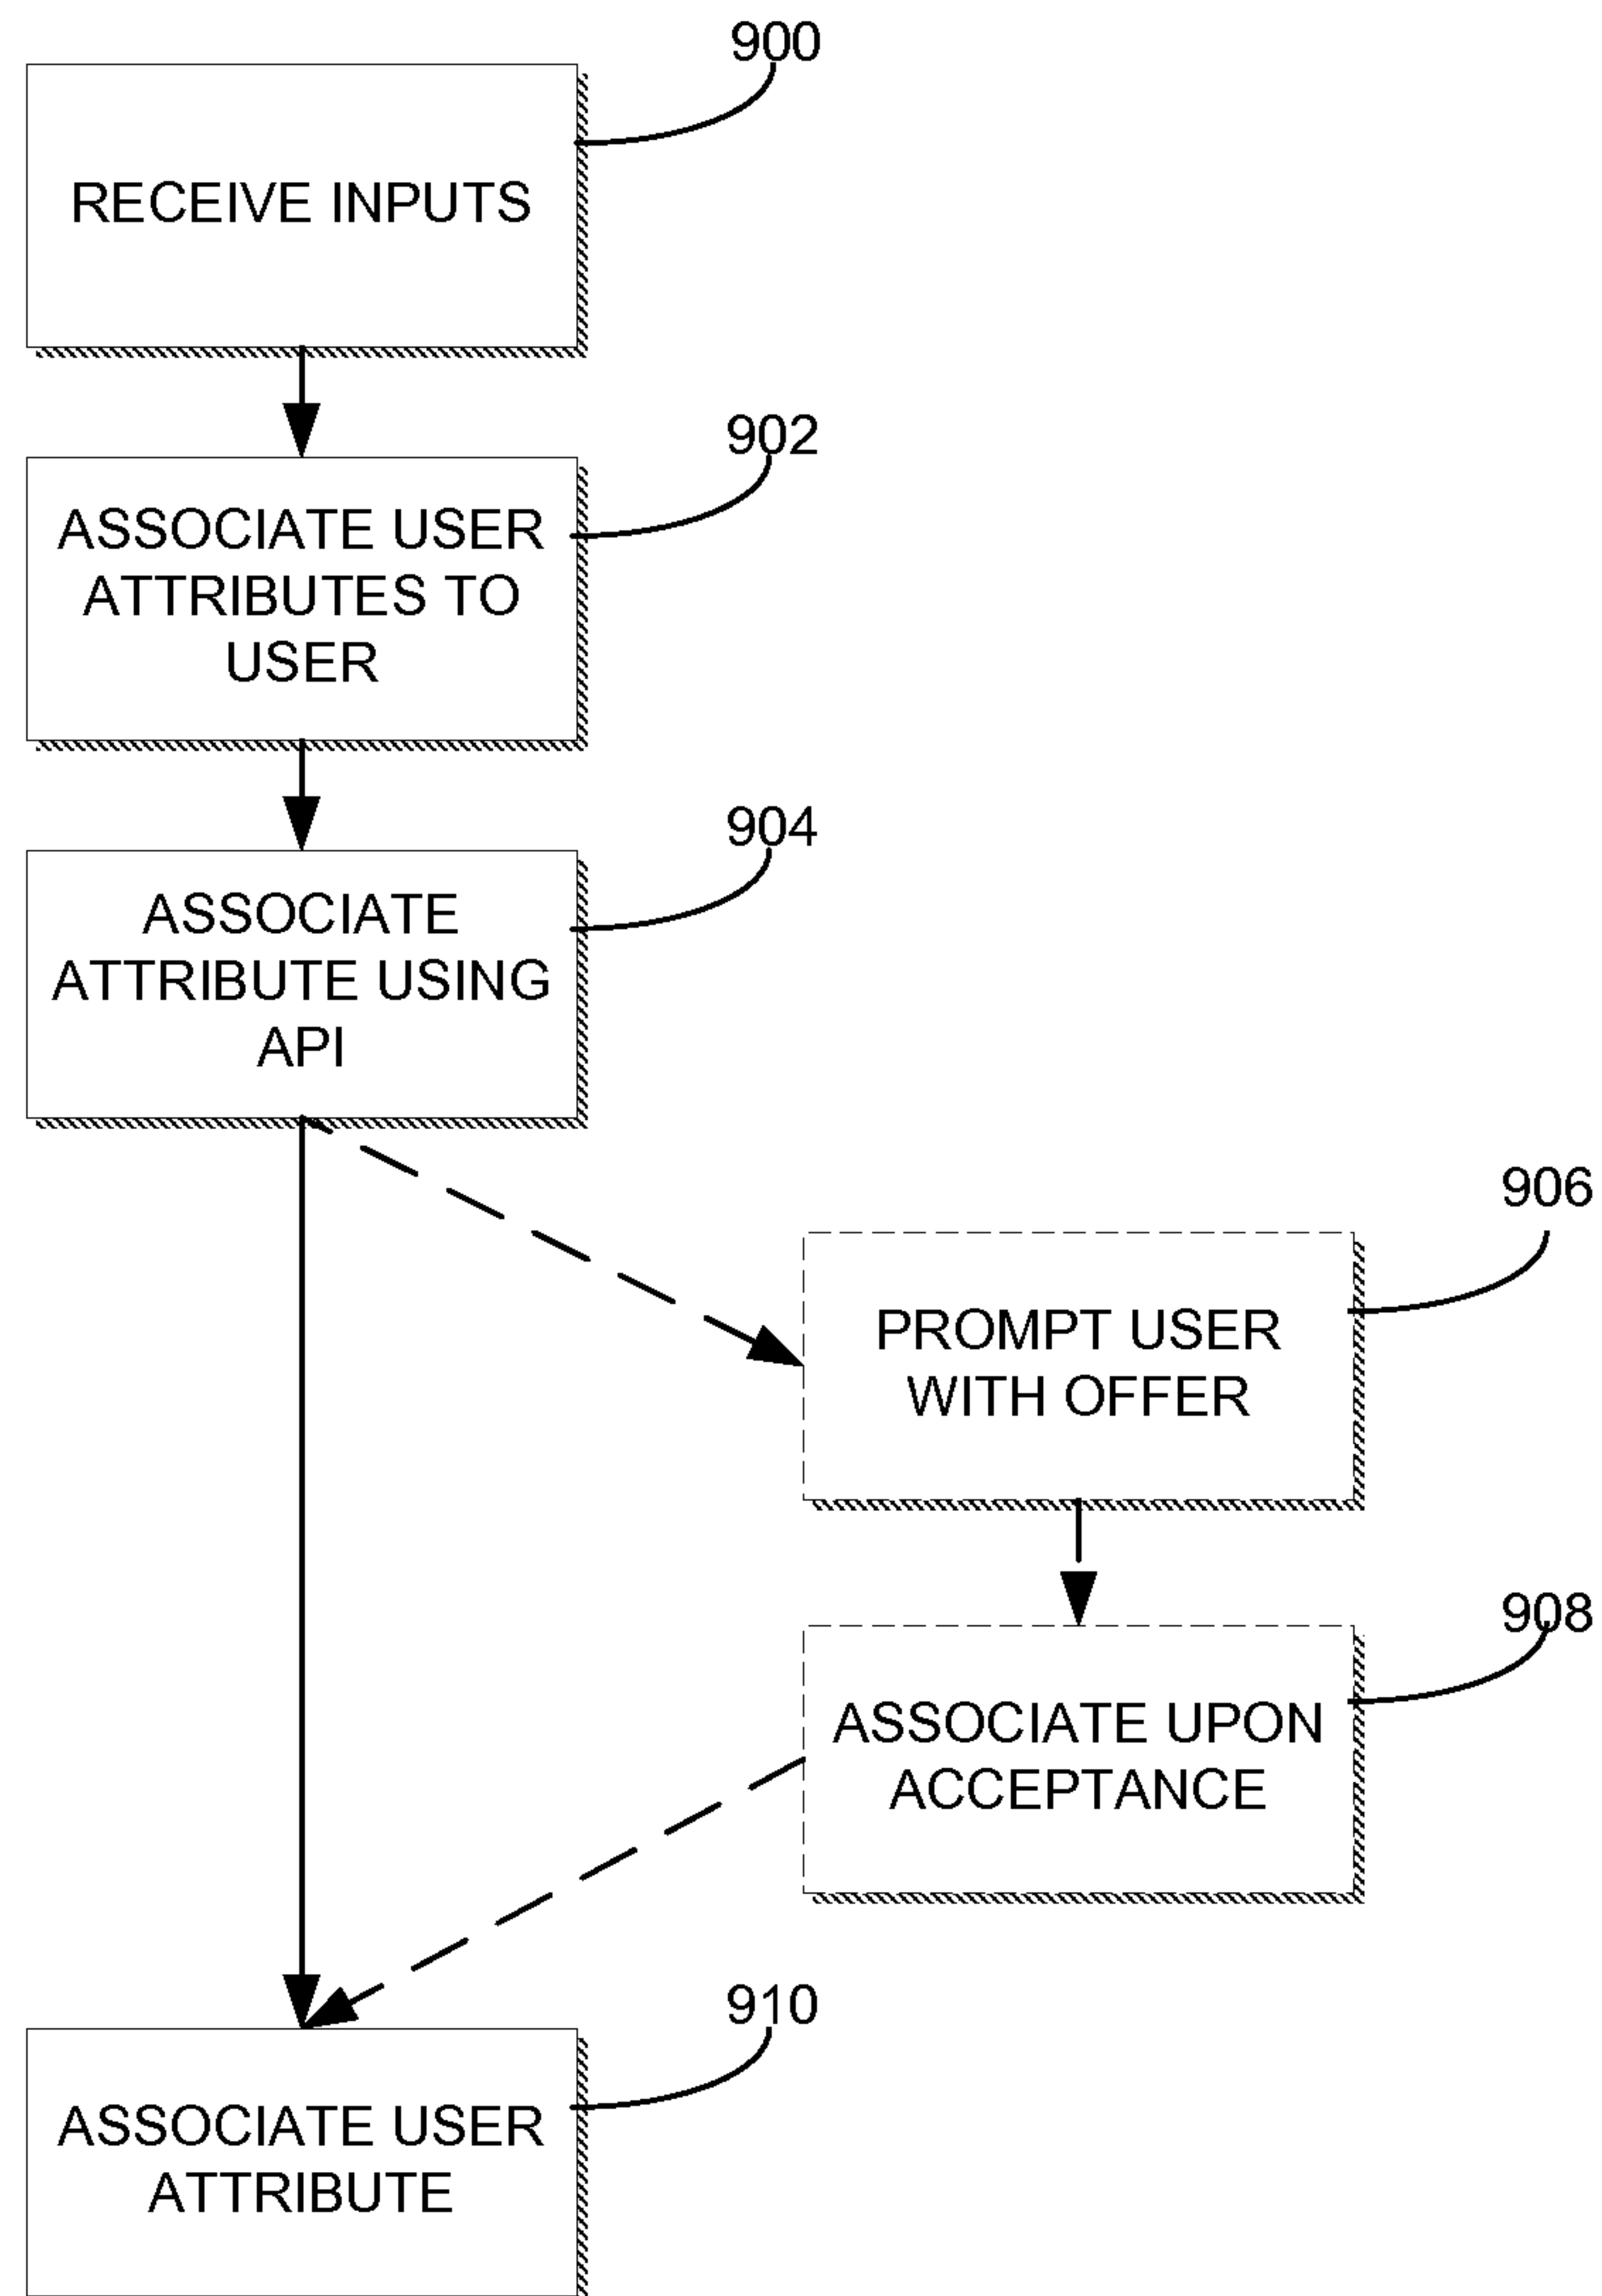 900
RECEIVE INPUTS
902
ASSOCIATE USER
ATTRIBUTES TO
USER
904
ASSOCIATE
ATTRIBUTE USING
API
906
PROMPT USER
WITH OFFER
908
ASSOCIATE UPON
ACCEPTANCE
910
ASSOCIATE USER
ATTRIBUTE